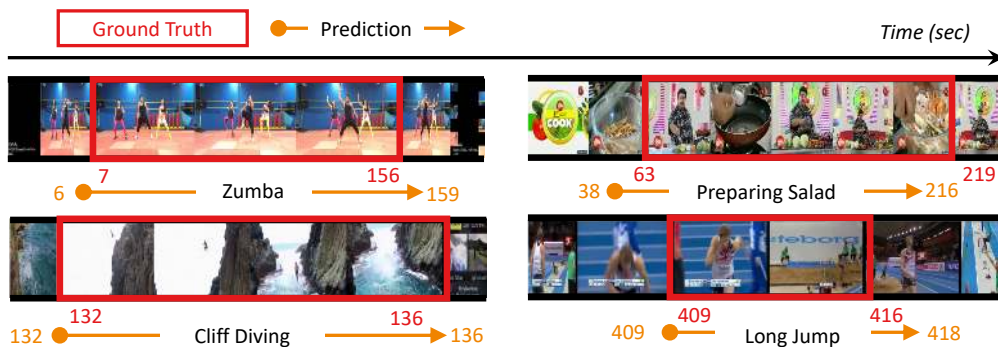 Ground Truth
Prediction
Time (sec)
COOK
7
156
6
Zumba
159
63
219
38
Preparing Salad
216
teborg
132
136
132
Cliff Diving
136
409
416
409
Long Jump
418